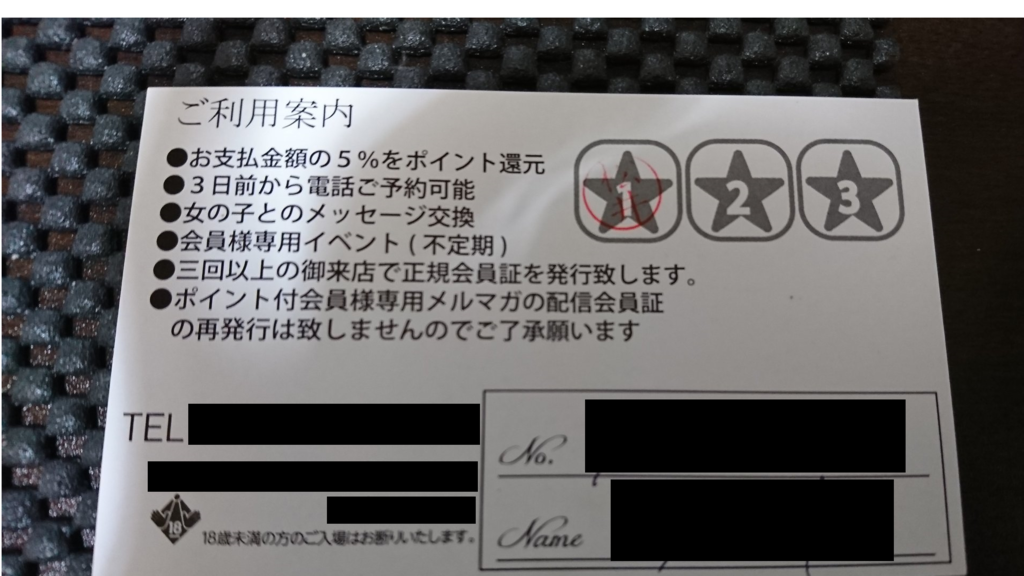 ご利用案内
●お支払金額の５％をポイント還元
●３日前から電話ご予約可能
●女の子とのメッセージ交換
●会員様専用イベント(不定期)
●三回以上の御来店で正規会員証を発行致します。
●ポイント付会員様専用メルマガの配信会員証
の再発行は致しませんのでご了承願います
1 2 3
TEL
No.
Name
18
18歳未満の方のご入場はお断りいたします。